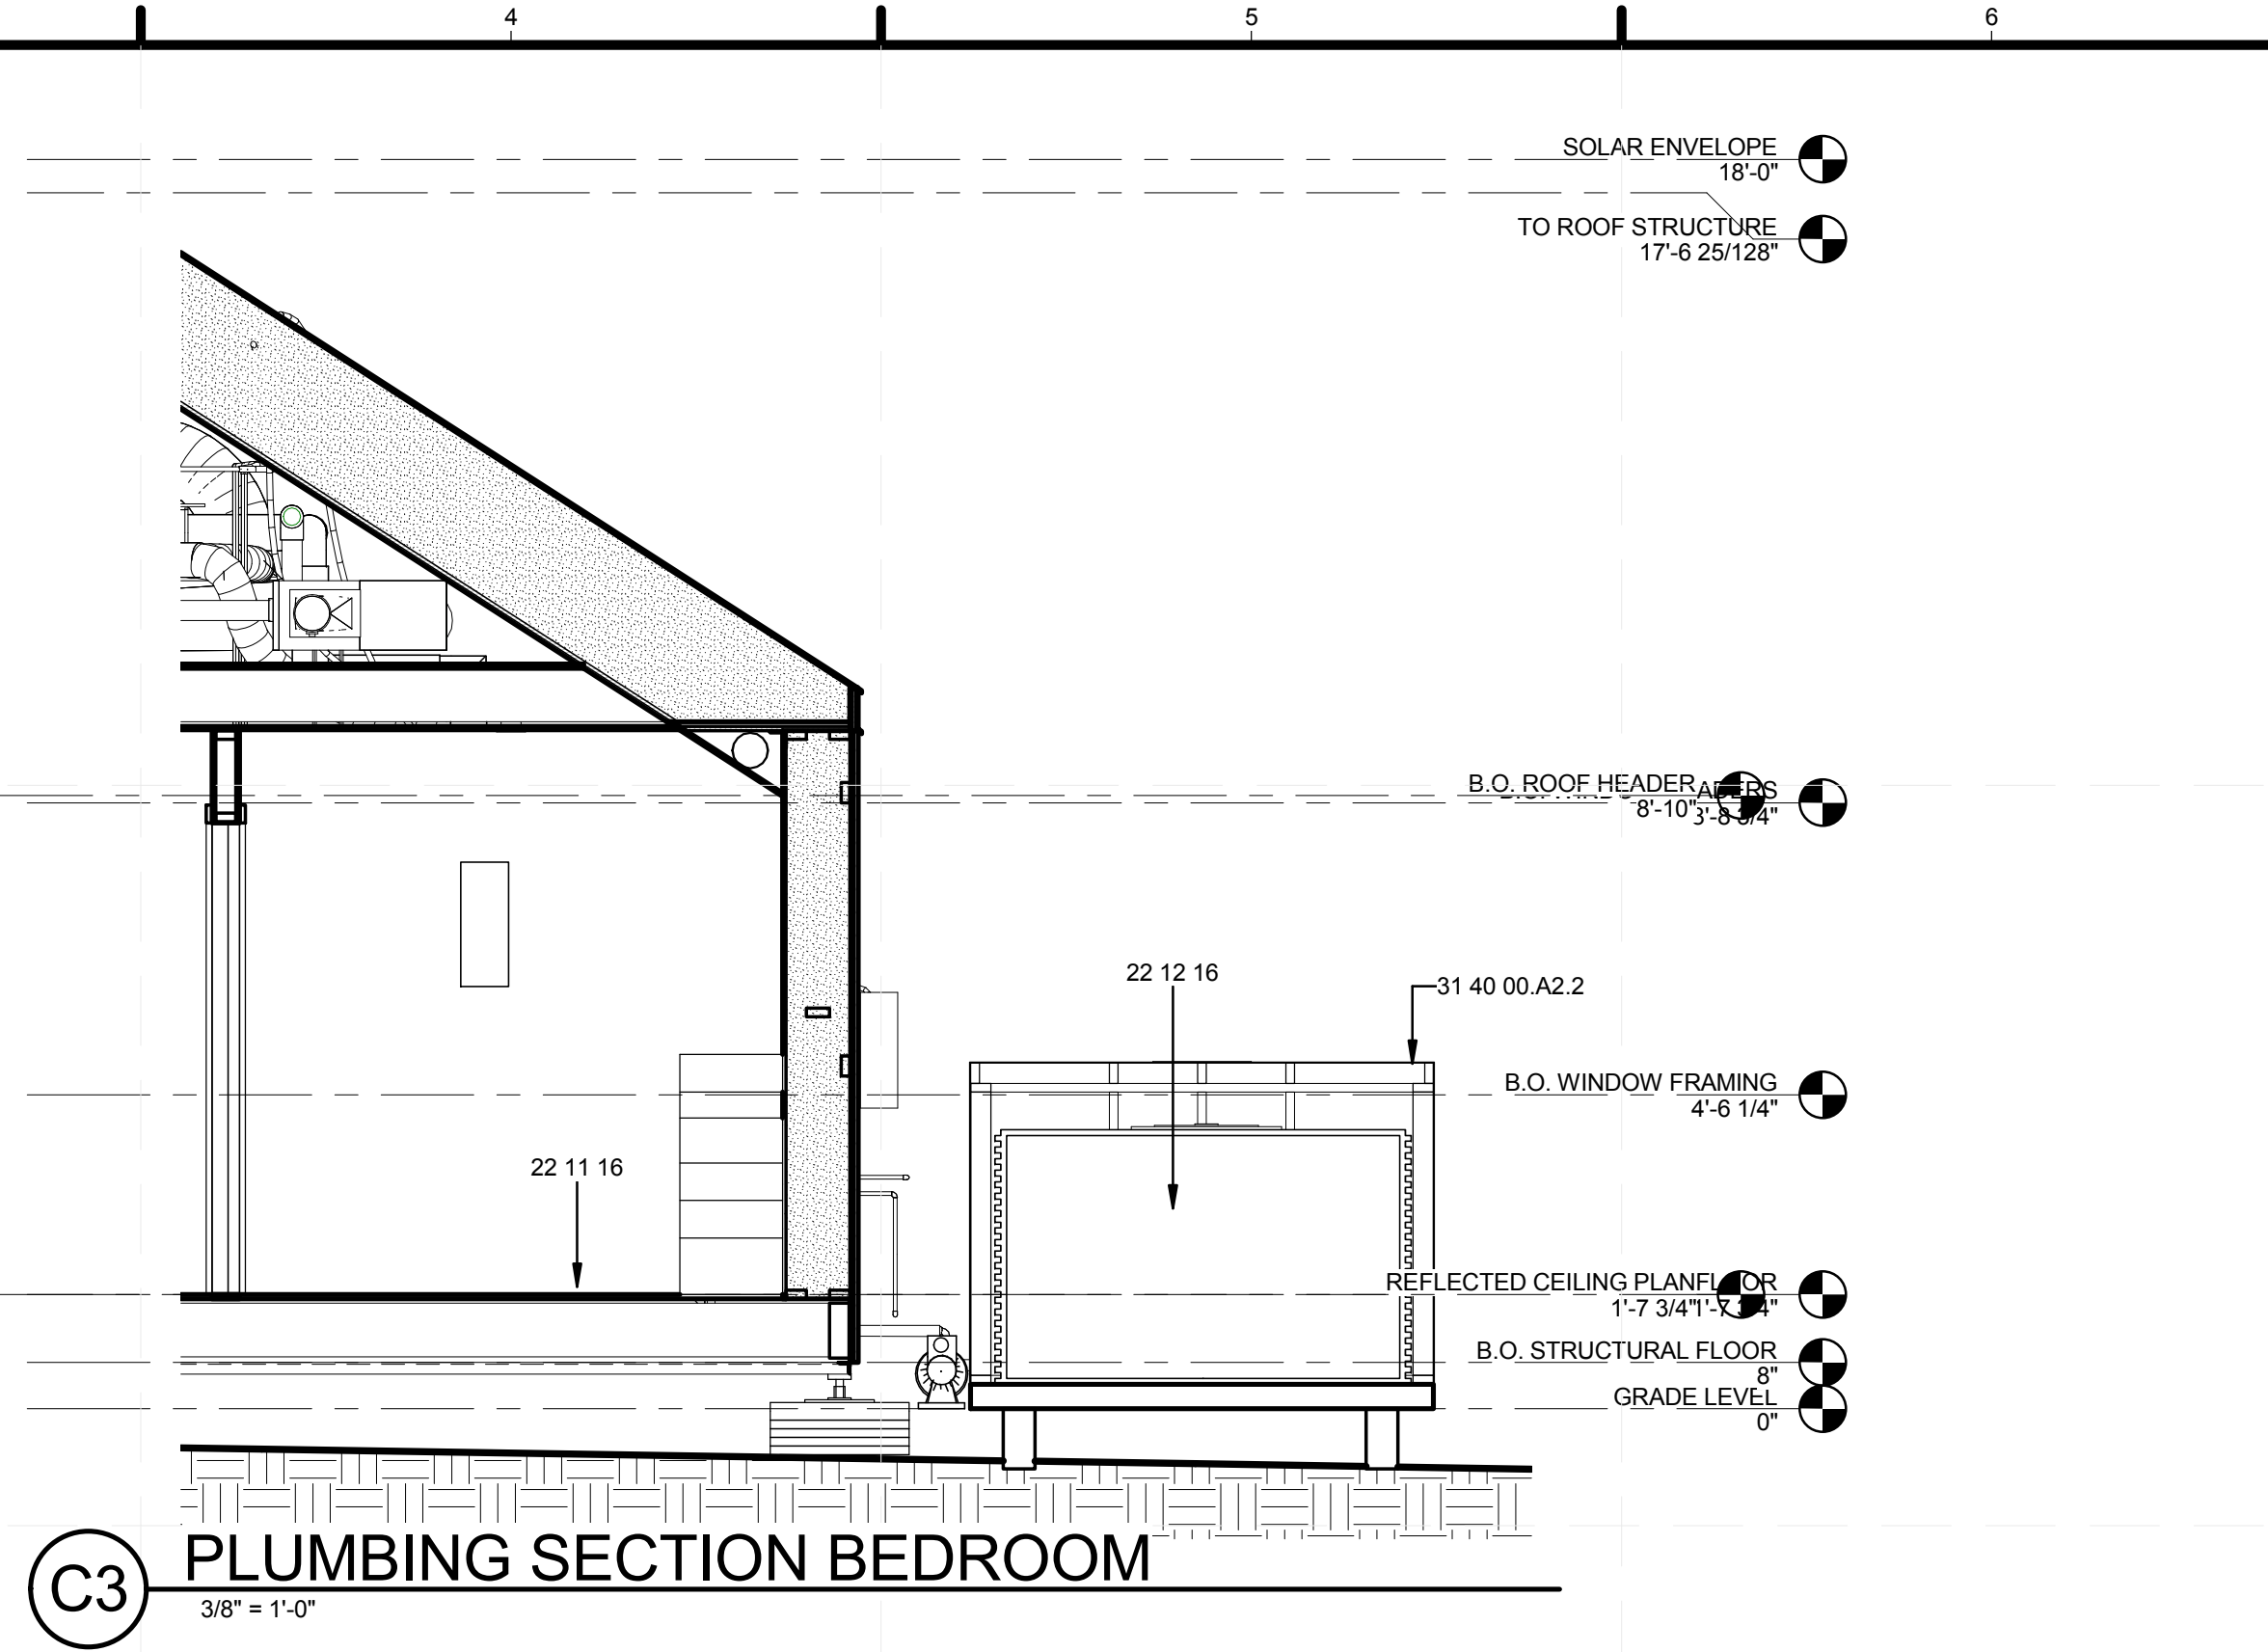 4
5
6
SOLAR ENVELOPE
18'-0"
TO ROOF STRUCTURE
17'-6 25/128"
B.O. ROOF HEADER
8'-10"
22 12 16
31 40 00.A2.2
B.O. WINDOW FRAMING
4'-6 1/4"
22 11 16
REFLECTED CEILING PLAN
1'-7 3/4"
B.O. STRUCTURAL FLOOR
8"
GRADE LEVEL
0"
C3
PLUMBING SECTION BEDROOM
3/8" = 1'-0"